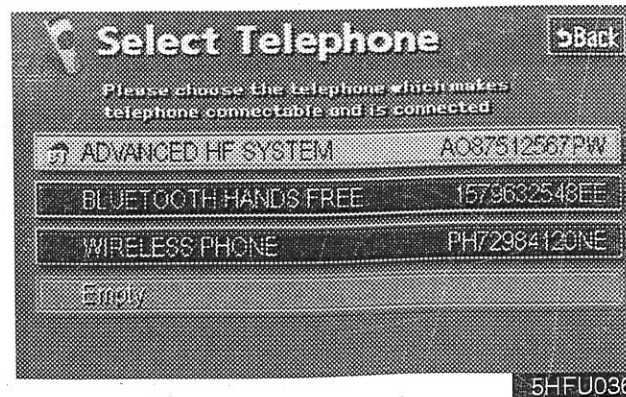 Select Telephone
Back
Please choose the telephone which makes
telephone connectable and is connected
ADVANCED HF SYSTEM AO87512567PW
BLUETOOTH HANDS FREE 1579632548EE
WIRELESS PHONE PH72984120NE
Empty
5HFU036